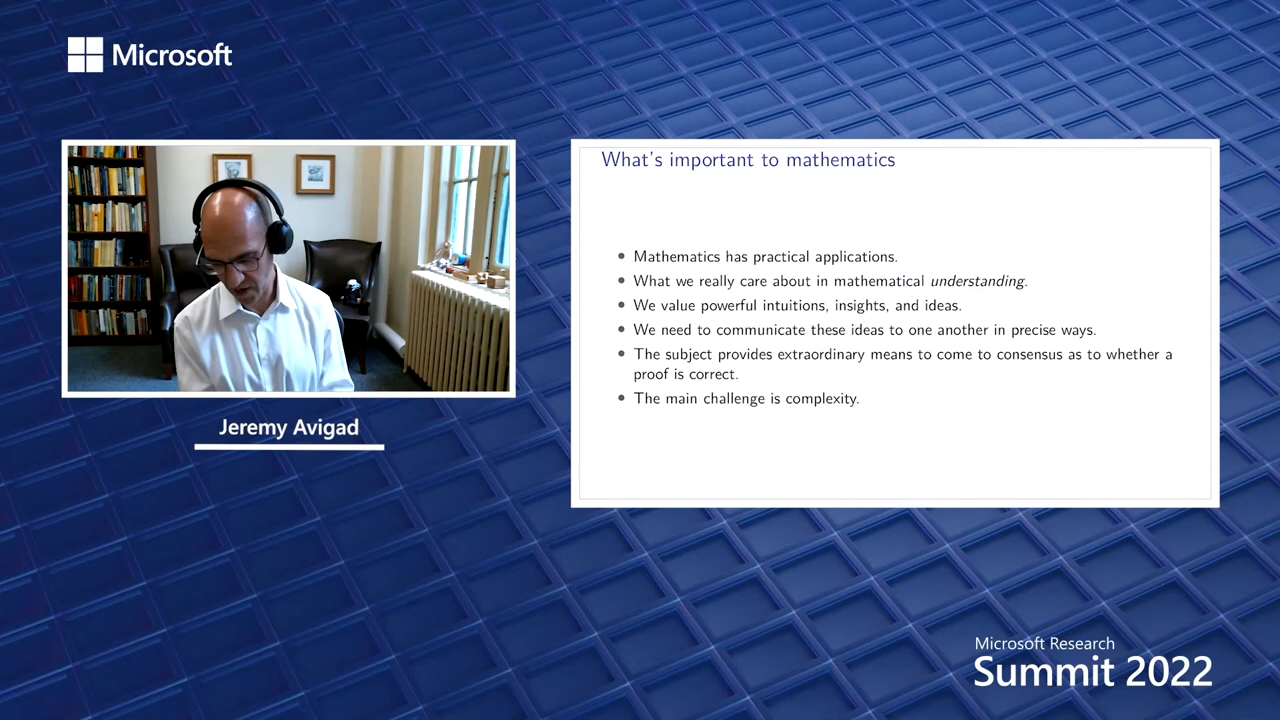 Microsoft
What's important to mathematics
Mathematics has practical applications.
What we really care about in mathematical understanding.
We value powerful intuitions, insights, and ideas.
We need to communicate these ideas to one another in precise ways.
The subject provides extraordinary means to come to consensus as to whether a
proof is correct.
The main challenge is complexity.
Jeremy Avigad
Microsoft Research
Summit 2022